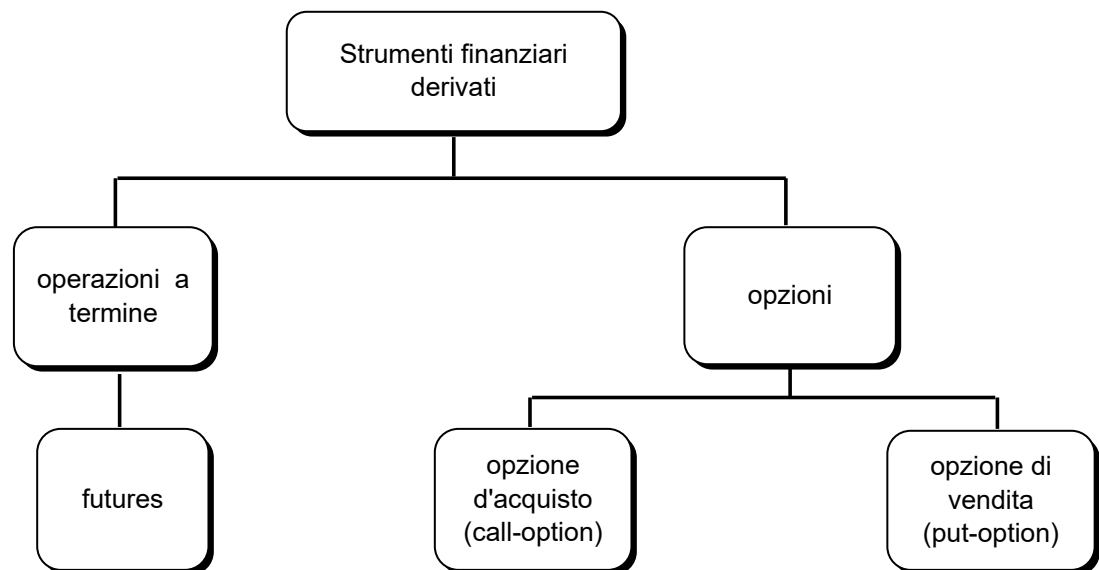 Strumenti finanziari
derivati
operazioni a
termine
opzioni
futures
opzione
d'acquisto
(call-option)
opzione di
vendita
(put-option)